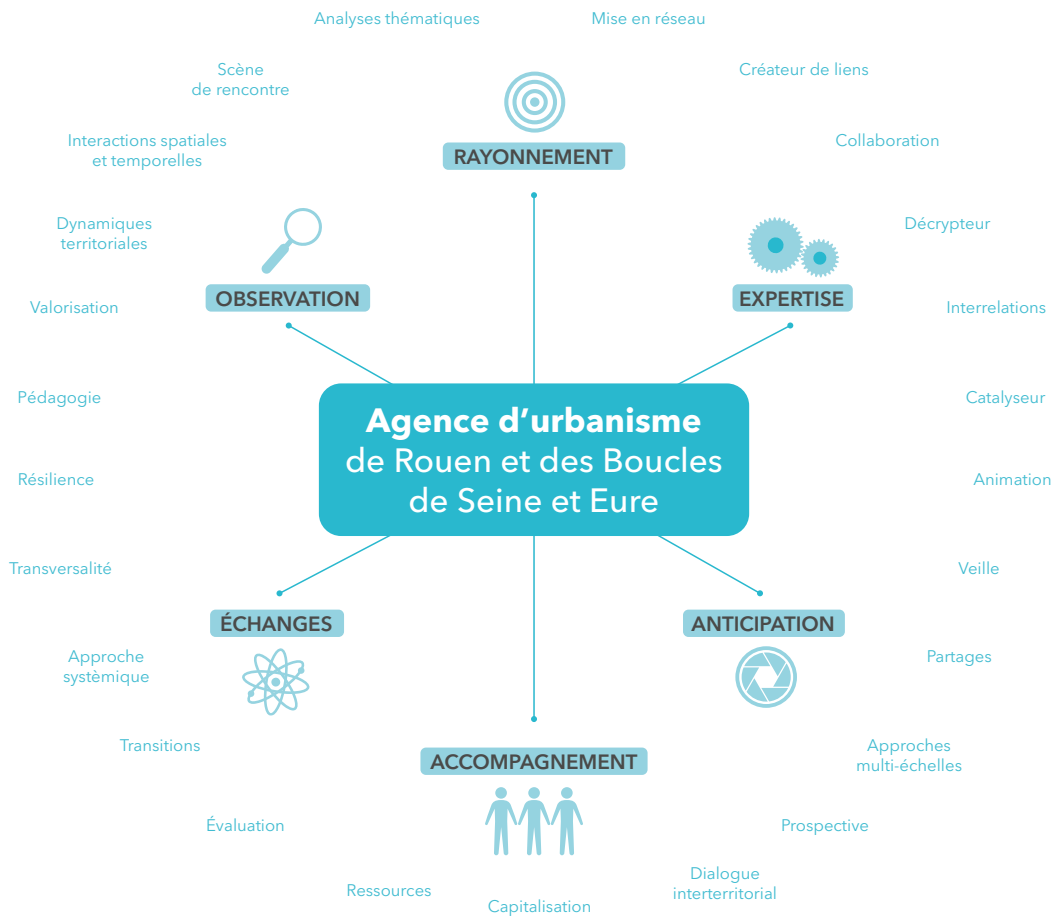 Analyses thématiques
Mise en réseau
Scène
de rencontre
Créateur de liens
Interactions spatiales
et temporelles
RAYONNEMENT
Collaboration
Dynamiques
territoriales
Décrypteur
OBSERVATION
EXPERTISE
Valorisation
Interrelations
Pédagogie
Catalyseur
Agence d'urbanisme
de Rouen et des Boucles
de Seine et Eure
Résilience
Animation
Transversalité
Veille
ÉCHANGES
ANTICIPATION
Approche
systèmique
Partages
Transitions
ACCOMPAGNEMENT
Approches
multi-échelles
Évaluation
Prospective
Ressources
Capitalisation
Dialogue
interterritorial